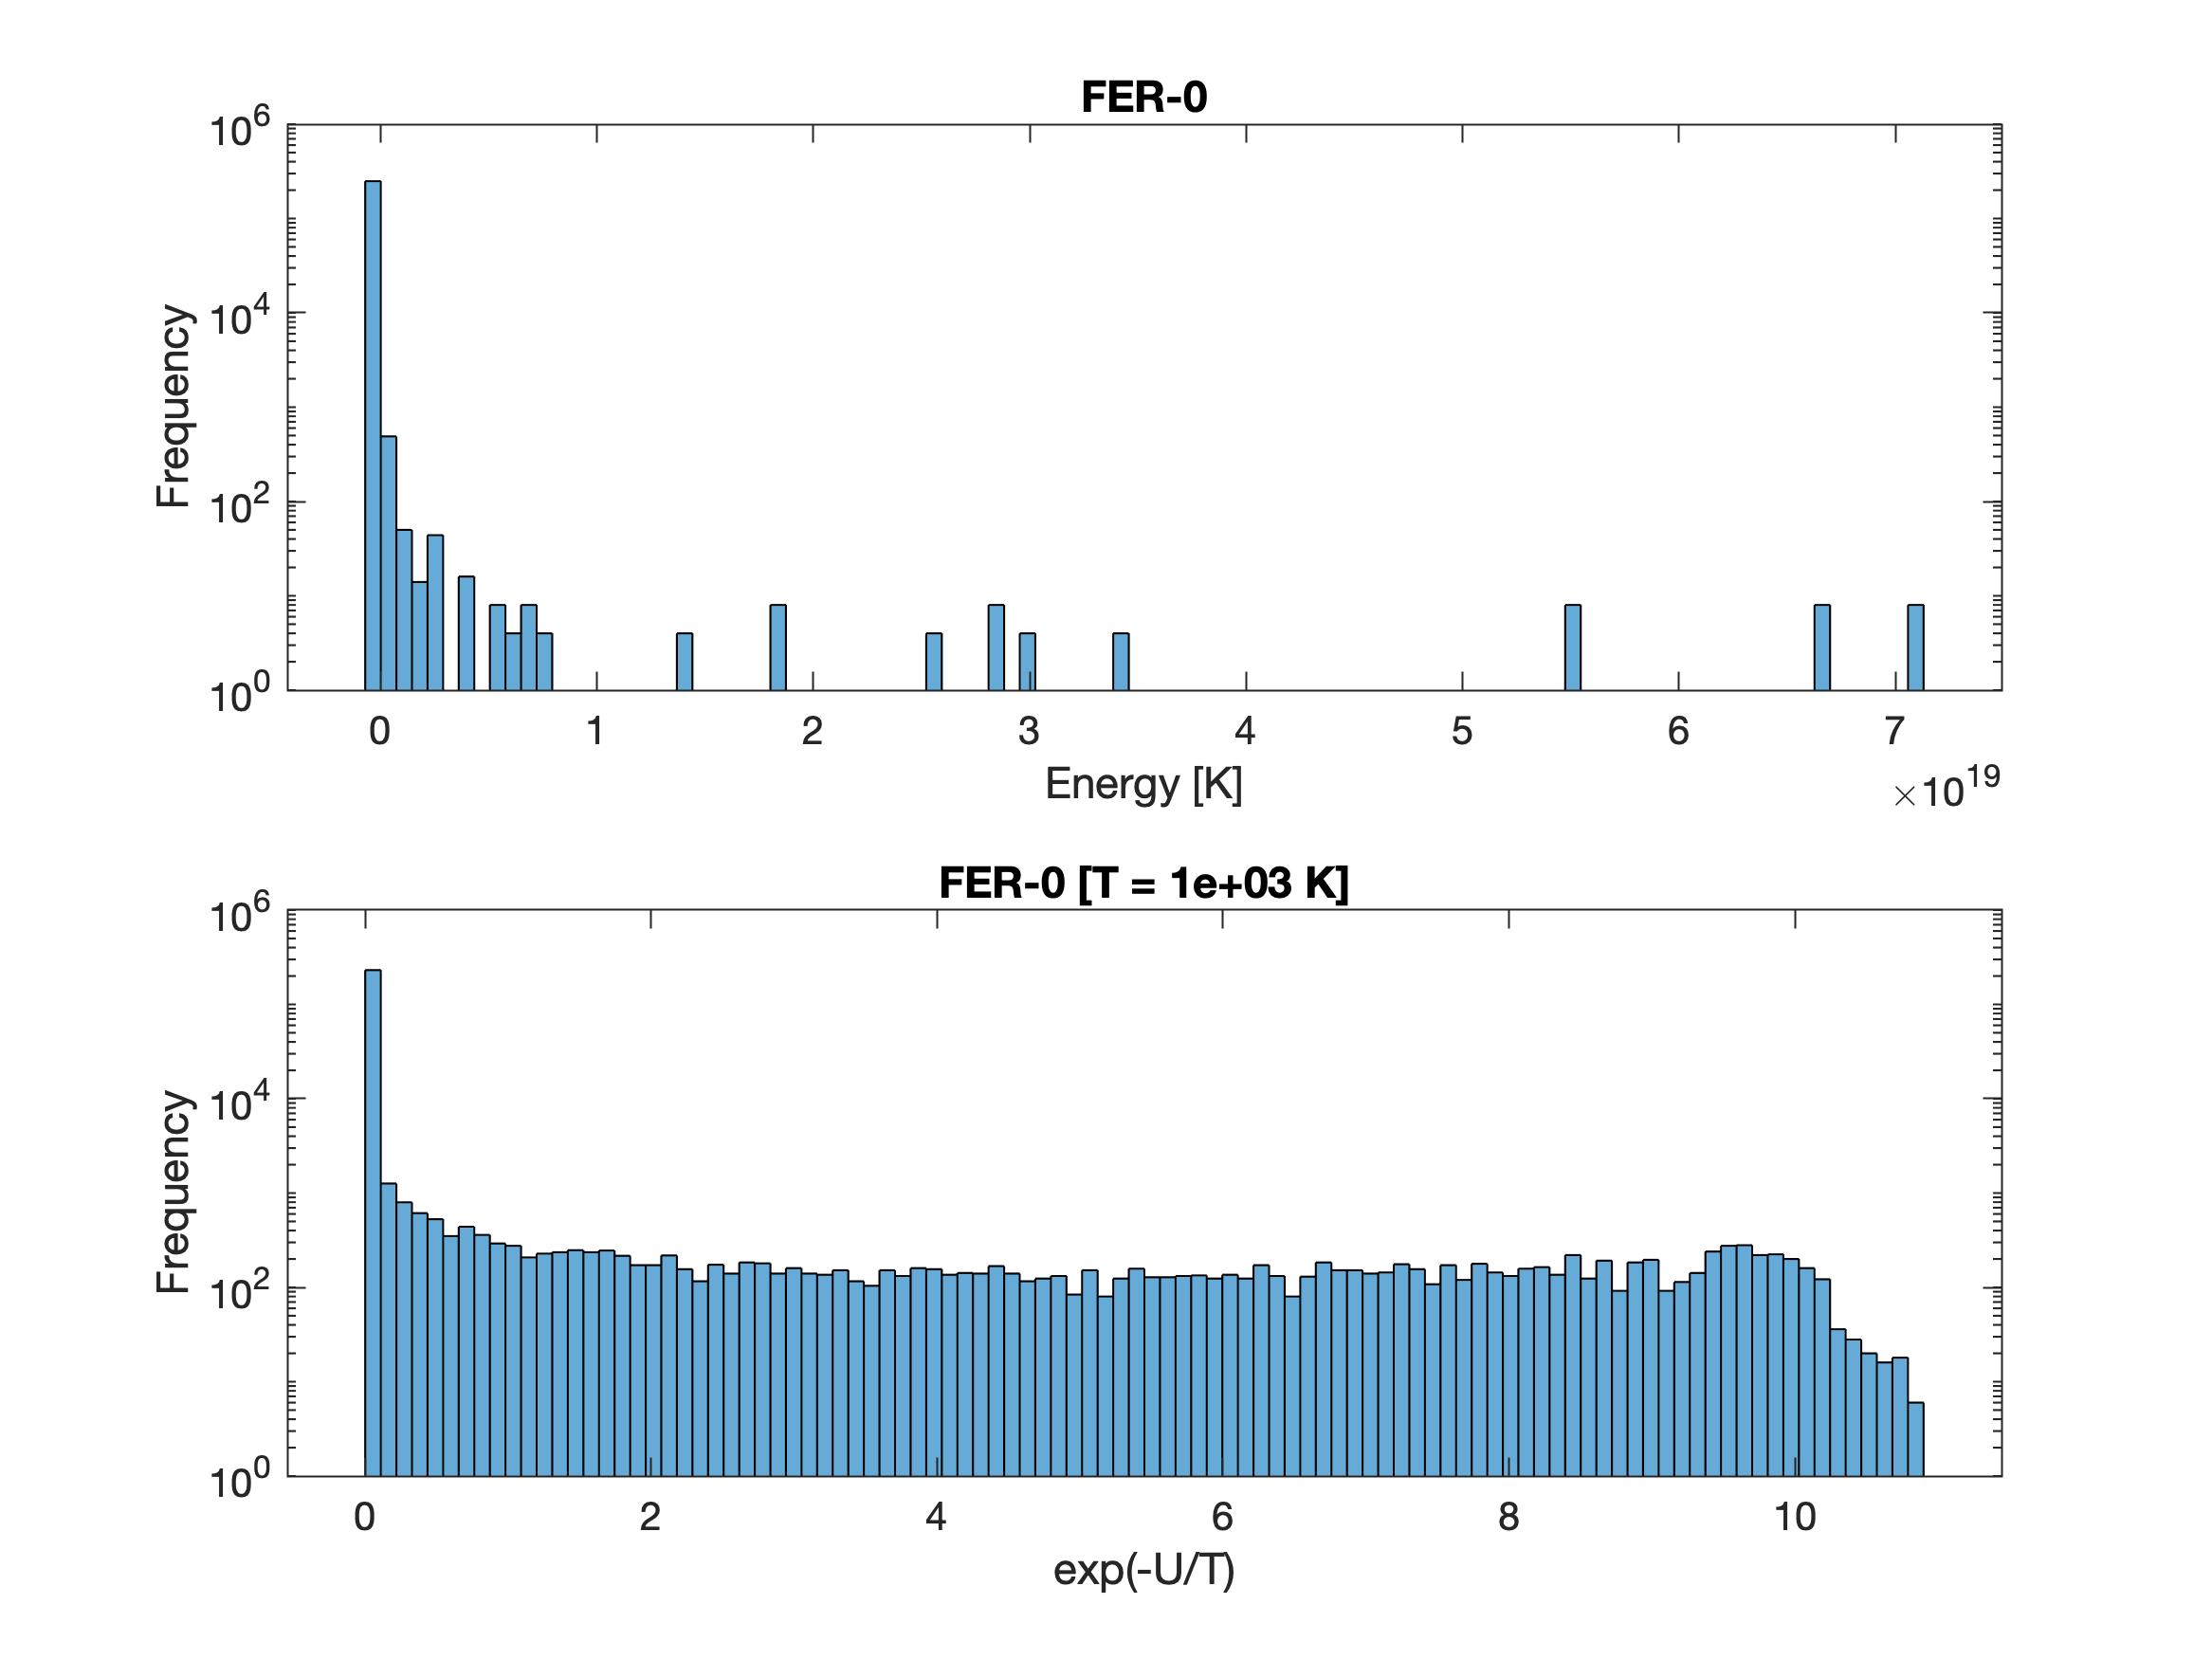 FER-0
10^6
10^4
10^2
10^0
Frequency
0 1 2 3 4 5 6 7
Energy [K]
×10^19
FER-0 [T = 1e+03 K]
10^6
10^4
10^2
10^0
Frequency
0 2 4 6 8 10
exp(-U/T)